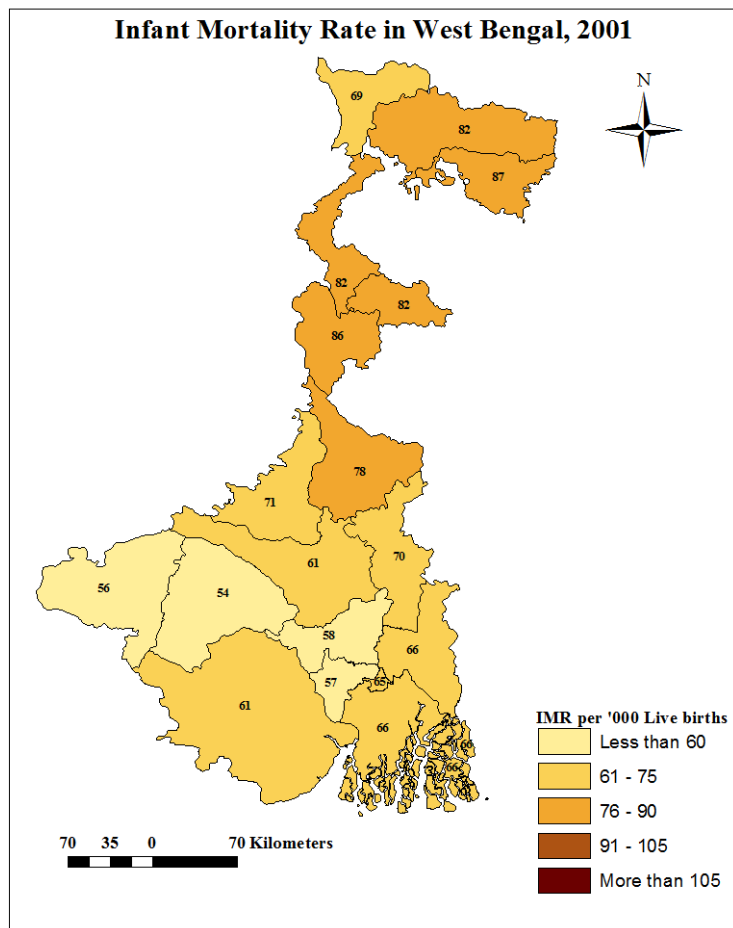 Infant Mortality Rate in West Bengal, 2001
N
69
82
87
82
82
86
78
71
70
61
56
54
58
66
57
65
61
66
66
66
IMR per '000 Live births
Less than 60
61 - 75
76 - 90
91 - 105
More than 105
70 35 0 70 Kilometers